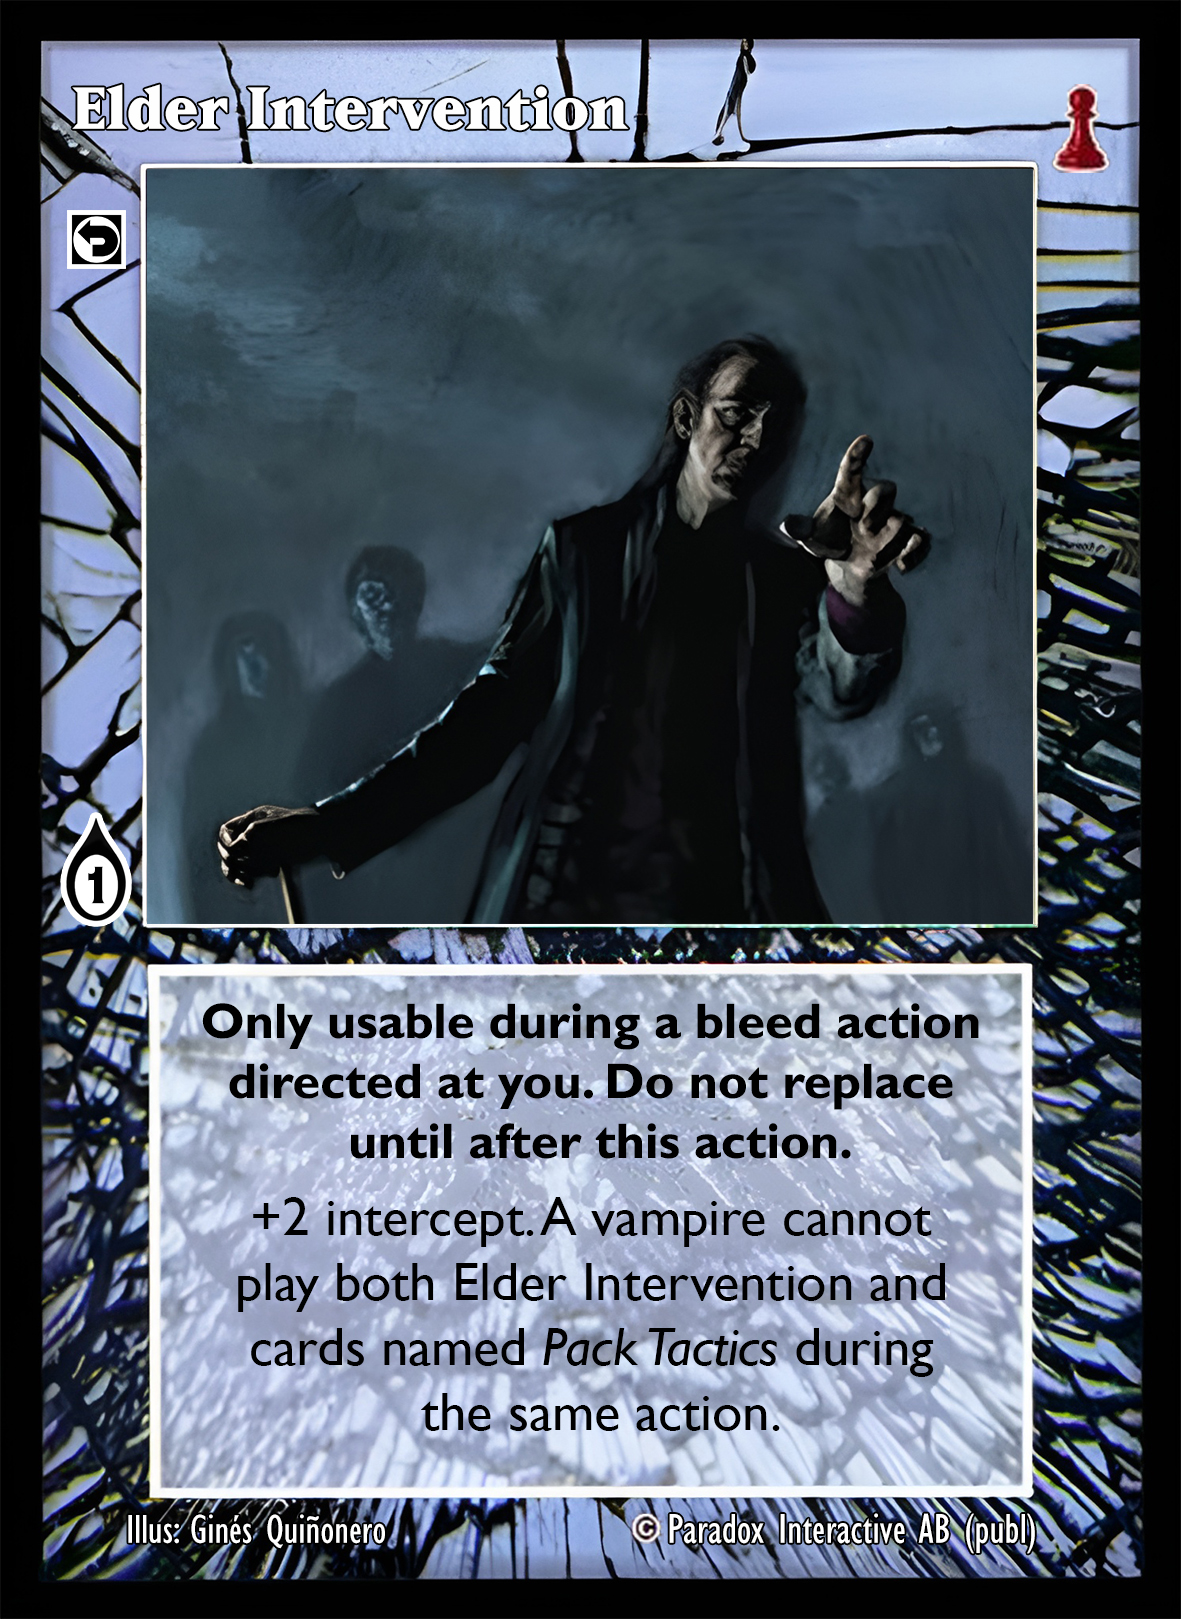 Elder Intervention
1
Only usable during a bleed action
directed at you. Do not replace
until after this action.
+2 intercept. A vampire cannot
play both Elder Intervention and
cards named Pack Tactics during
the same action.
Illus: Ginés Quiñonero
© Paradox Interactive AB (publ)